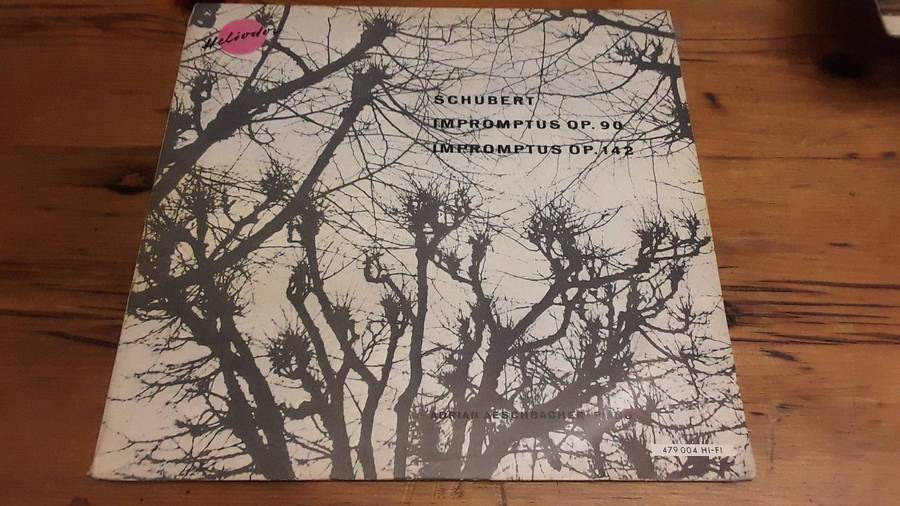 Heliodor
SCHUBERT
IMPROMPTUS OP. 90
IMPROMPTUS OP. 142
ADRIAN AESCHBACHER PIANO
479 004 HI-FI